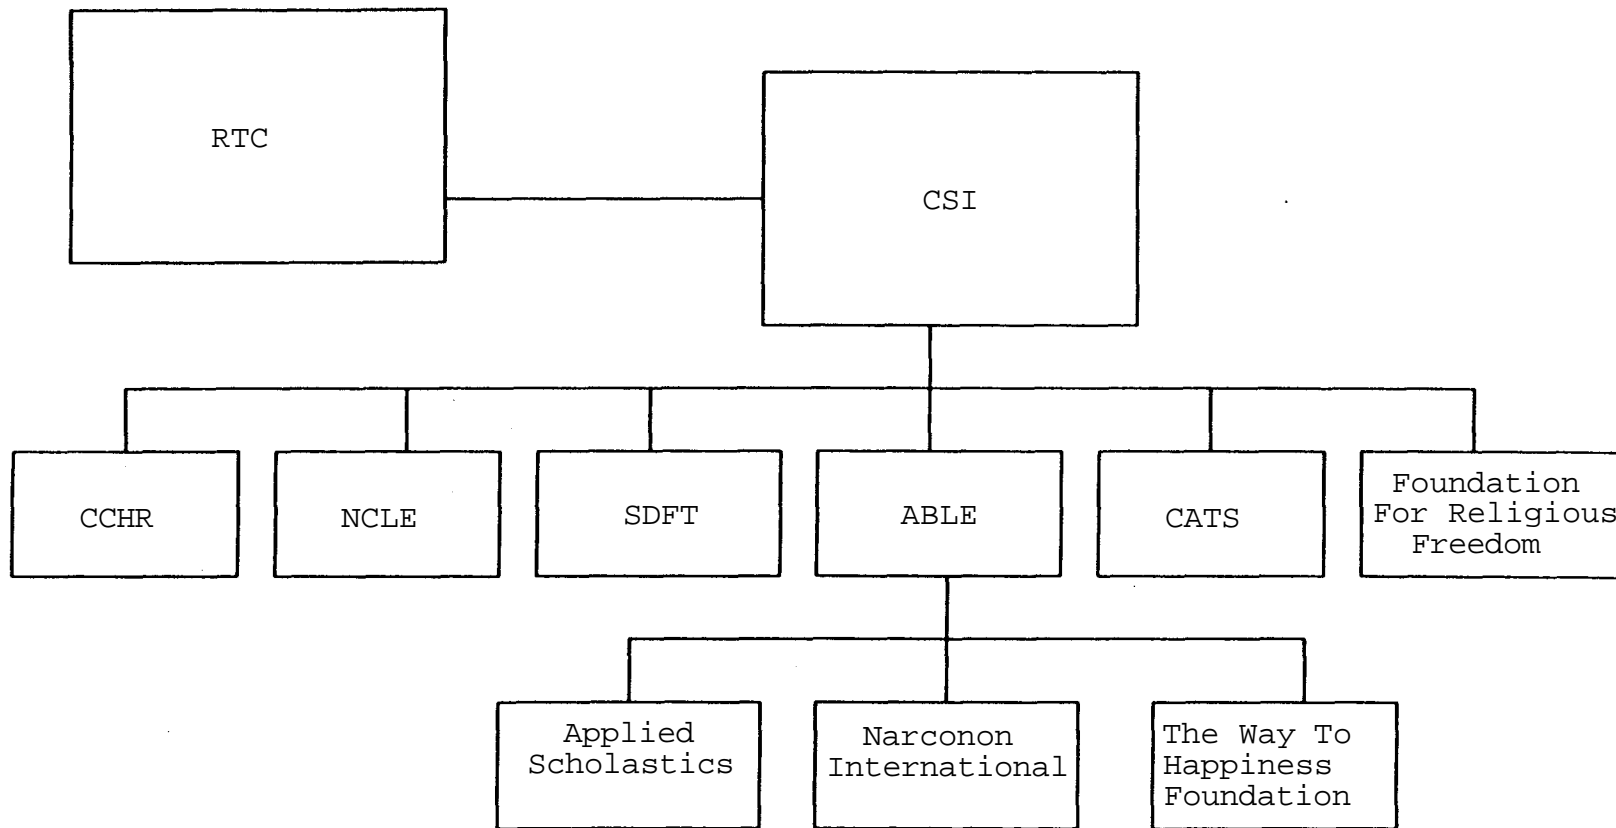 RTC
CSI
CCHR
NCLE
SDFT
ABLE
CATS
Foundation
For Religious
Freedom
Applied
Scholastics
Narconon
International
The Way To
Happiness
Foundation